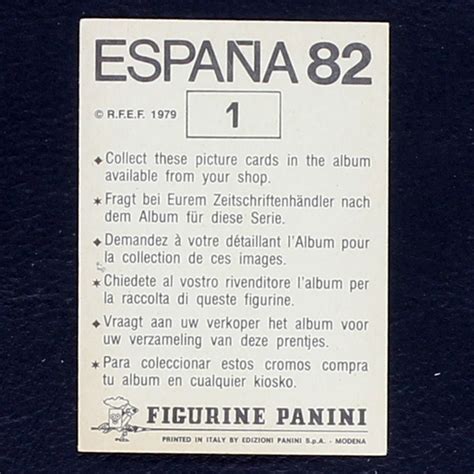 ESPAÑA 82
© R.F.E.F. 1979
1
◆ Collect these picture cards in the album
available from your shop.
★ Fragt bei Eurem Zeitschriftenhändler nach
dem Album für diese Serie.
◆ Demandez à votre détaillant l'Album pour
la collection de ces images.
★ Chiedete al vostro rivenditore l'album per
la raccolta di queste figurine.
◆ Vraagt aan uw verkoper het album voor
uw verzameling van deze prentjes.
★ Para coleccionar estos cromos compra
tu album en cualquier kiosko.
FIGURINE PANINI
PRINTED IN ITALY BY EDIZIONI PANINI S.p.A. - MODENA